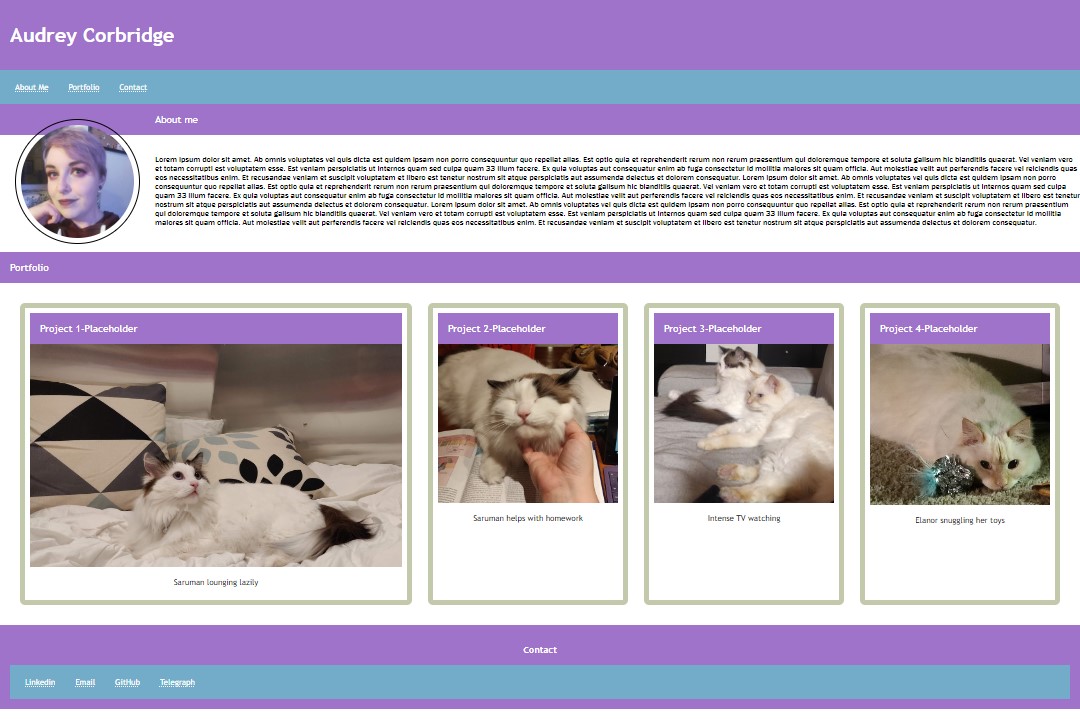 Audrey Corbridge
About Me Portfolio Contact
About me
Lorem ipsum dolor sit amet. Ab omnis voluptates vel quis dicta est quidem ipsam non porro consequuntur quo repellat alias. Est optio quia et reprehenderit rerum non rerum praesentium qui doloremque tempore et soluta galisum hic blanditiis quaerat. Vel veniam vero
et totam corrupti est voluptatem esse. Est veniam perspiciatis ut internos quam sed culpa quam 33 illum facere. Ex quia voluptas aut consequatur enim ab fuga consectetur id mollitia maiores sit quam officia. Aut molestiae velit aut praesentium facere vel reiciendis quas
eos necessitatibus enim. Et recusandae veniam et suscipit voluptatem et libero est tenetur nostrum sit atque perspiciatis aut assumenda delectus et dolorem consequatur. Lorem ipsum dolor sit amet. Ab omnis voluptates vel quis dicta est quidem ipsam non porro
consequuntur quo repellat alias. Est optio quia et reprehenderit rerum non rerum praesentium qui doloremque tempore et soluta galisum hic blanditiis quaerat. Vel veniam vero et totam corrupti est voluptatem esse. Est veniam perspiciatis ut internos quam sed culpa
quam 33 illum facere. Ex quia voluptas aut consequatur enim ab fuga consectetur id mollitia maiores sit quam officia. Aut molestiae velit aut praesentium facere vel reiciendis quas eos necessitatibus enim. Et recusandae veniam et suscipit voluptatem et libero est tenetur
nostrum sit atque perspiciatis aut assumenda delectus et dolorem consequatur. Lorem ipsum dolor sit amet. Ab omnis voluptates vel quis dicta est quidem ipsam non porro consequuntur quo repellat alias. Est optio quia et reprehenderit rerum non rerum praesentium
qui doloremque tempore et soluta galisum hic blanditiis quaerat. Vel veniam vero et totam corrupti est voluptatem esse. Est veniam perspiciatis ut internos quam sed culpa quam 33 illum facere. Ex quia voluptas aut consequatur enim ab fuga consectetur id mollitia
maiores sit quam officia. Aut molestiae velit aut praesentium facere vel reiciendis quas eos necessitatibus enim. Et recusandae veniam et suscipit voluptatem et libero est tenetur nostrum sit atque perspiciatis aut assumenda delectus et dolorem consequatur.
Portfolio
Project 1-Placeholder
Saruman lounging lazily
Project 2-Placeholder
Saruman helps with homework
Project 3-Placeholder
Intense TV watching
Project 4-Placeholder
Elanor snuggling her toys
Contact
Linkedin Email GitHub Telegraph